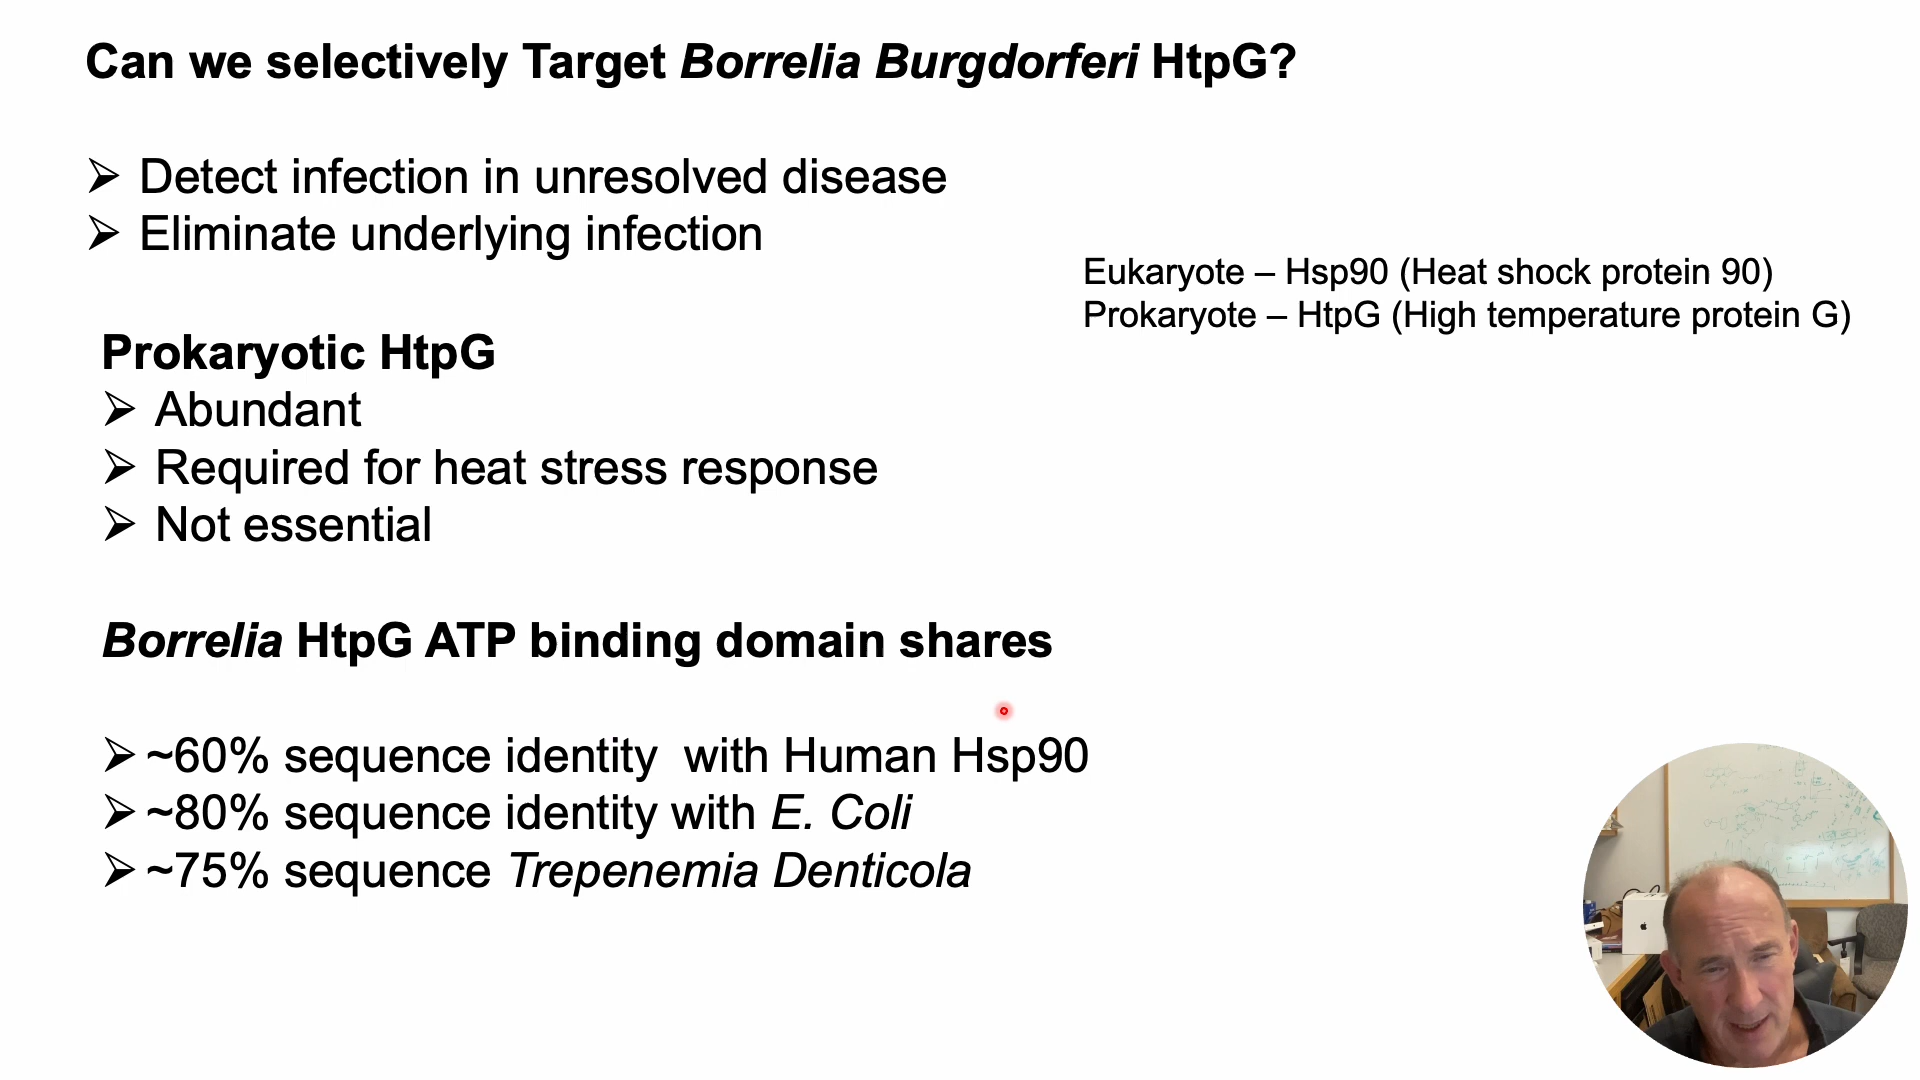 Can we selectively Target Borrelia Burgdorferi HtpG?
➢ Detect infection in unresolved disease
➢ Eliminate underlying infection
Eukaryote – Hsp90 (Heat shock protein 90)
Prokaryote – HtpG (High temperature protein G)
Prokaryotic HtpG
➢ Abundant
➢ Required for heat stress response
➢ Not essential
Borrelia HtpG ATP binding domain shares
➢ ~60% sequence identity with Human Hsp90
➢ ~80% sequence identity with E. Coli
➢ ~75% sequence Trepenemia Denticola